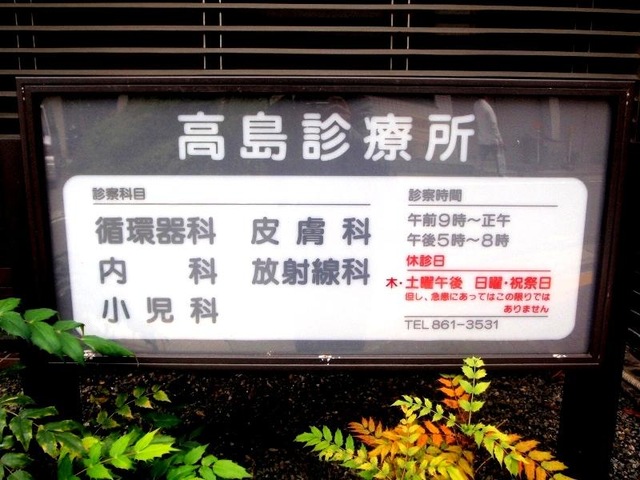 高島診療所
診察科目
循環器科 皮膚科
内科 放射線科
小児科
診察時間
午前9時～正午
午後5時～8時
休診日
木・土曜午後 日曜・祝祭日
但し、急患にあってはこの限りでは
ありません
TEL 861-3531